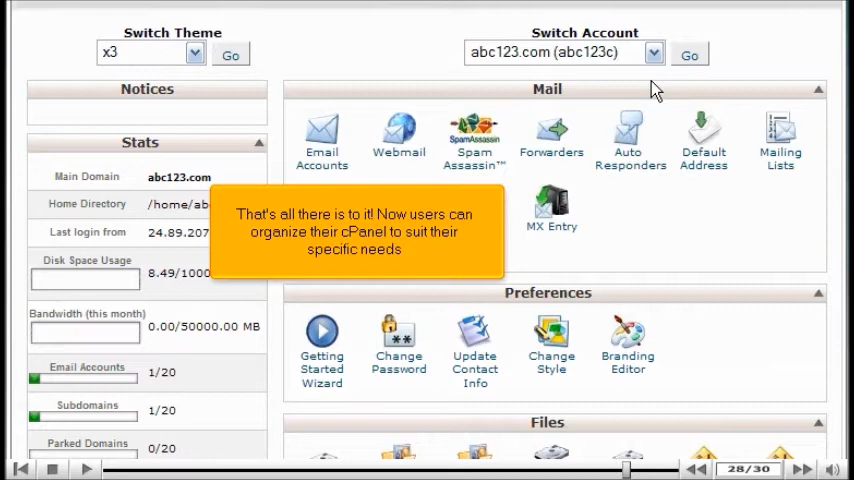 Switch Theme
x3
Go
Switch Account
abc123.com (abc123c)
Go
Notices
Stats
Main Domain abc123.com
Home Directory /home/ab
Last login from 24.89.207
Disk Space Usage
8.49/1000
Bandwidth (this month)
0.00/50000.00 MB
Email Accounts
1/20
Subdomains
1/20
Parked Domains
0/20
Mail
Email
Accounts
Webmail
SpamAssassin
Spam
Assassin™
Forwarders
Auto
Responders
Default
Address
Mailing
Lists
MX Entry
That's all there is to it! Now users can
organize their cPanel to suit their
specific needs
Preferences
Getting
Started
Wizard
Change
Password
Update
Contact
Info
Change
Style
Branding
Editor
Files
28/30